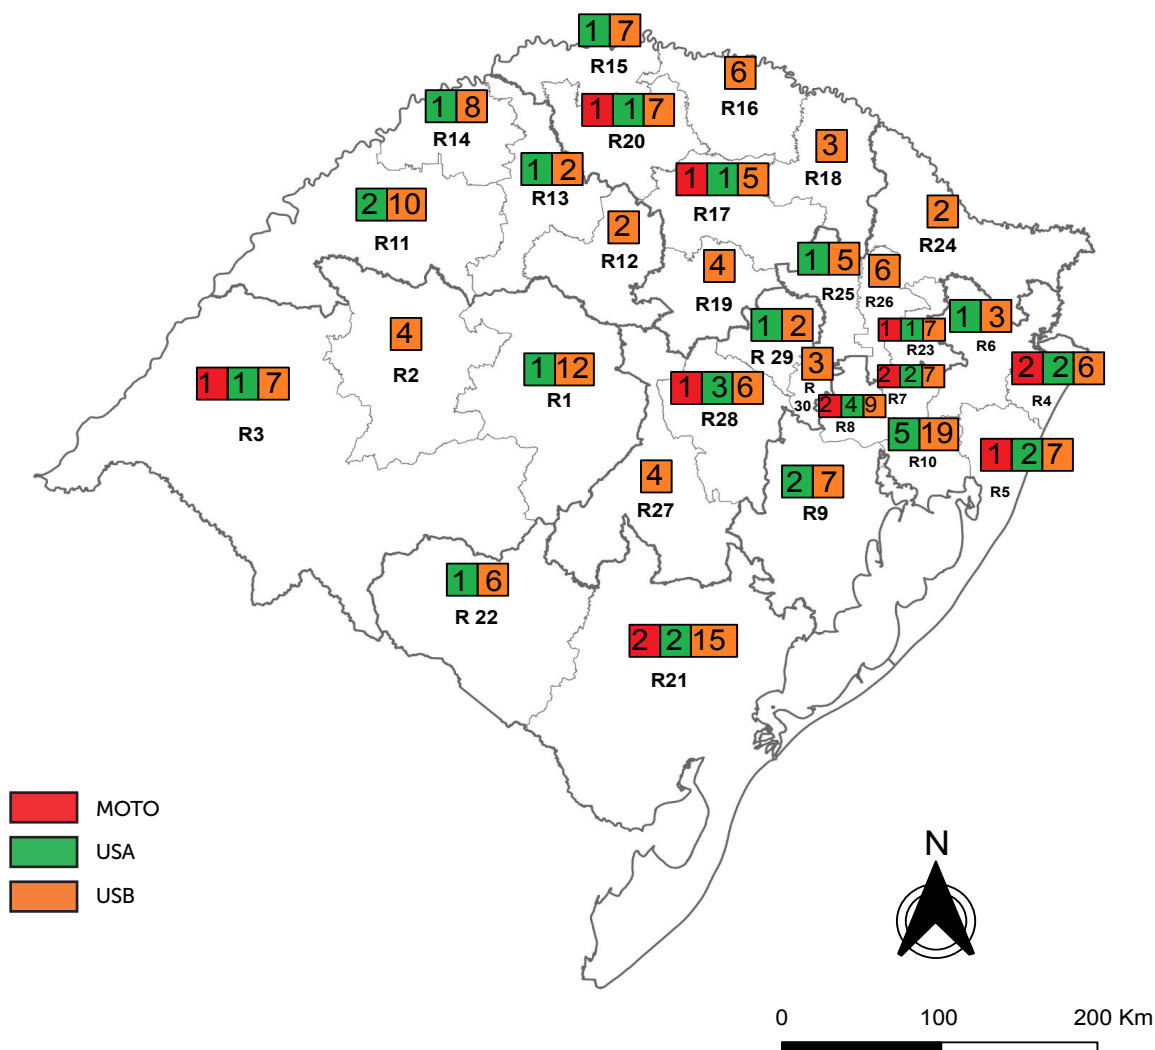 1 7
R15
6
R16
1 8
R14
1 1 7
R20
3
R18
1 2
R13
1 1 5
R17
2 10
R11
2
R12
2
R24
4
R19
1 5
R25
6
R26
1 3
R6
1 2
R 29
1 1 7
R23
4
R2
1 12
R1
3
R
30
2 2 6
R4
1 1 7
R3
1 3 6
R28
2 2 7
R7
2 4 9
R8
5 19
R10
1 2 7
R5
4
R27
2 7
R9
1 6
R 22
2 2 15
R21
MOTO
USA
USB
N
0 100 200 Km